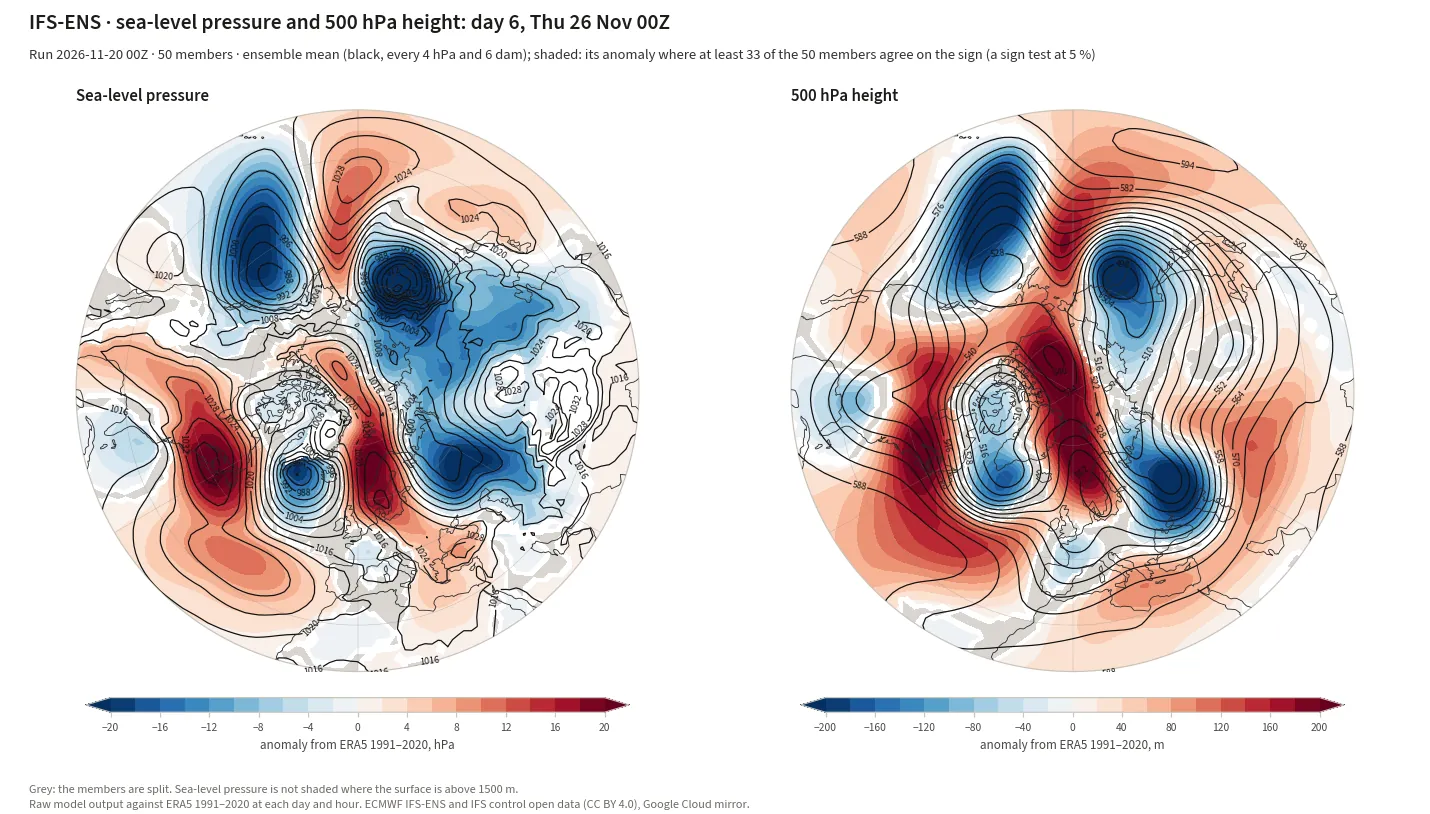 IFS-ENS · sea-level pressure and 500 hPa height: day 6, Thu 26 Nov 00Z
Run 2026-11-20 00Z · 50 members · ensemble mean (black, every 4 hPa and 6 dam); shaded: its anomaly where at least 33 of the 50 members agree on the sign (a sign test at 5 %)
Sea-level pressure
500 hPa height
−20 −16 −12 −8 −4 0 4 8 12 16 20
anomaly from ERA5 1991–2020, hPa
−200 −160 −120 −80 −40 0 40 80 120 160 200
anomaly from ERA5 1991–2020, m
Grey: the members are split. Sea-level pressure is not shaded where the surface is above 1500 m.
Raw model output against ERA5 1991–2020 at each day and hour. ECMWF IFS-ENS and IFS control open data (CC BY 4.0), Google Cloud mirror.